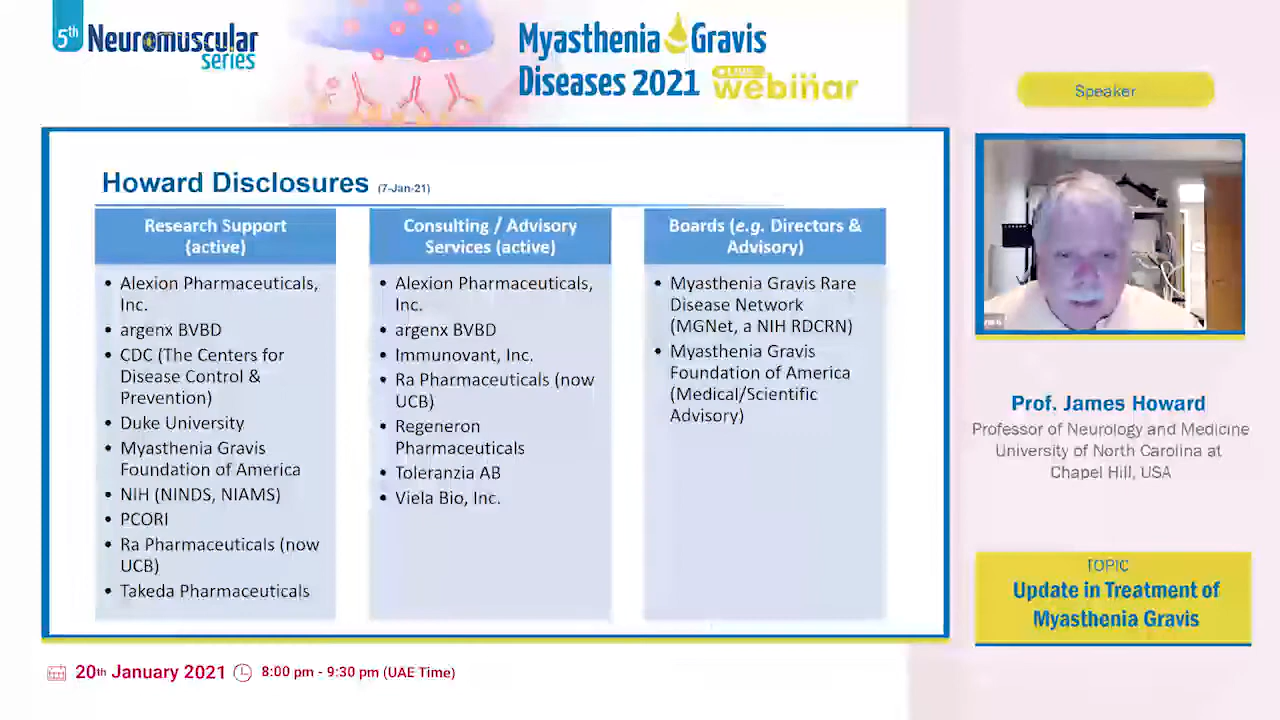 5th Neuromuscular
series
Myasthenia Gravis
Diseases 2021 LIVE webinar
Speaker
Howard Disclosures (7-Jan-21)
Research Support
(active)
• Alexion Pharmaceuticals,
Inc.
• argenx BVBD
• CDC (The Centers for
Disease Control &
Prevention)
• Duke University
• Myasthenia Gravis
Foundation of America
• NIH (NINDS, NIAMS)
• PCORI
• Ra Pharmaceuticals (now
UCB)
• Takeda Pharmaceuticals
Consulting / Advisory
Services (active)
• Alexion Pharmaceuticals,
Inc.
• argenx BVBD
• Immunovant, Inc.
• Ra Pharmaceuticals (now
UCB)
• Regeneron
Pharmaceuticals
• Toleranzia AB
• Viela Bio, Inc.
Boards (e.g. Directors &
Advisory)
• Myasthenia Gravis Rare
Disease Network
(MGNet, a NIH RDCRN)
• Myasthenia Gravis
Foundation of America
(Medical/Scientific
Advisory)
Prof. James Howard
Professor of Neurology and Medicine
University of North Carolina at
Chapel Hill, USA
TOPIC
Update in Treatment of
Myasthenia Gravis
20th January 2021 8:00 pm - 9:30 pm (UAE Time)